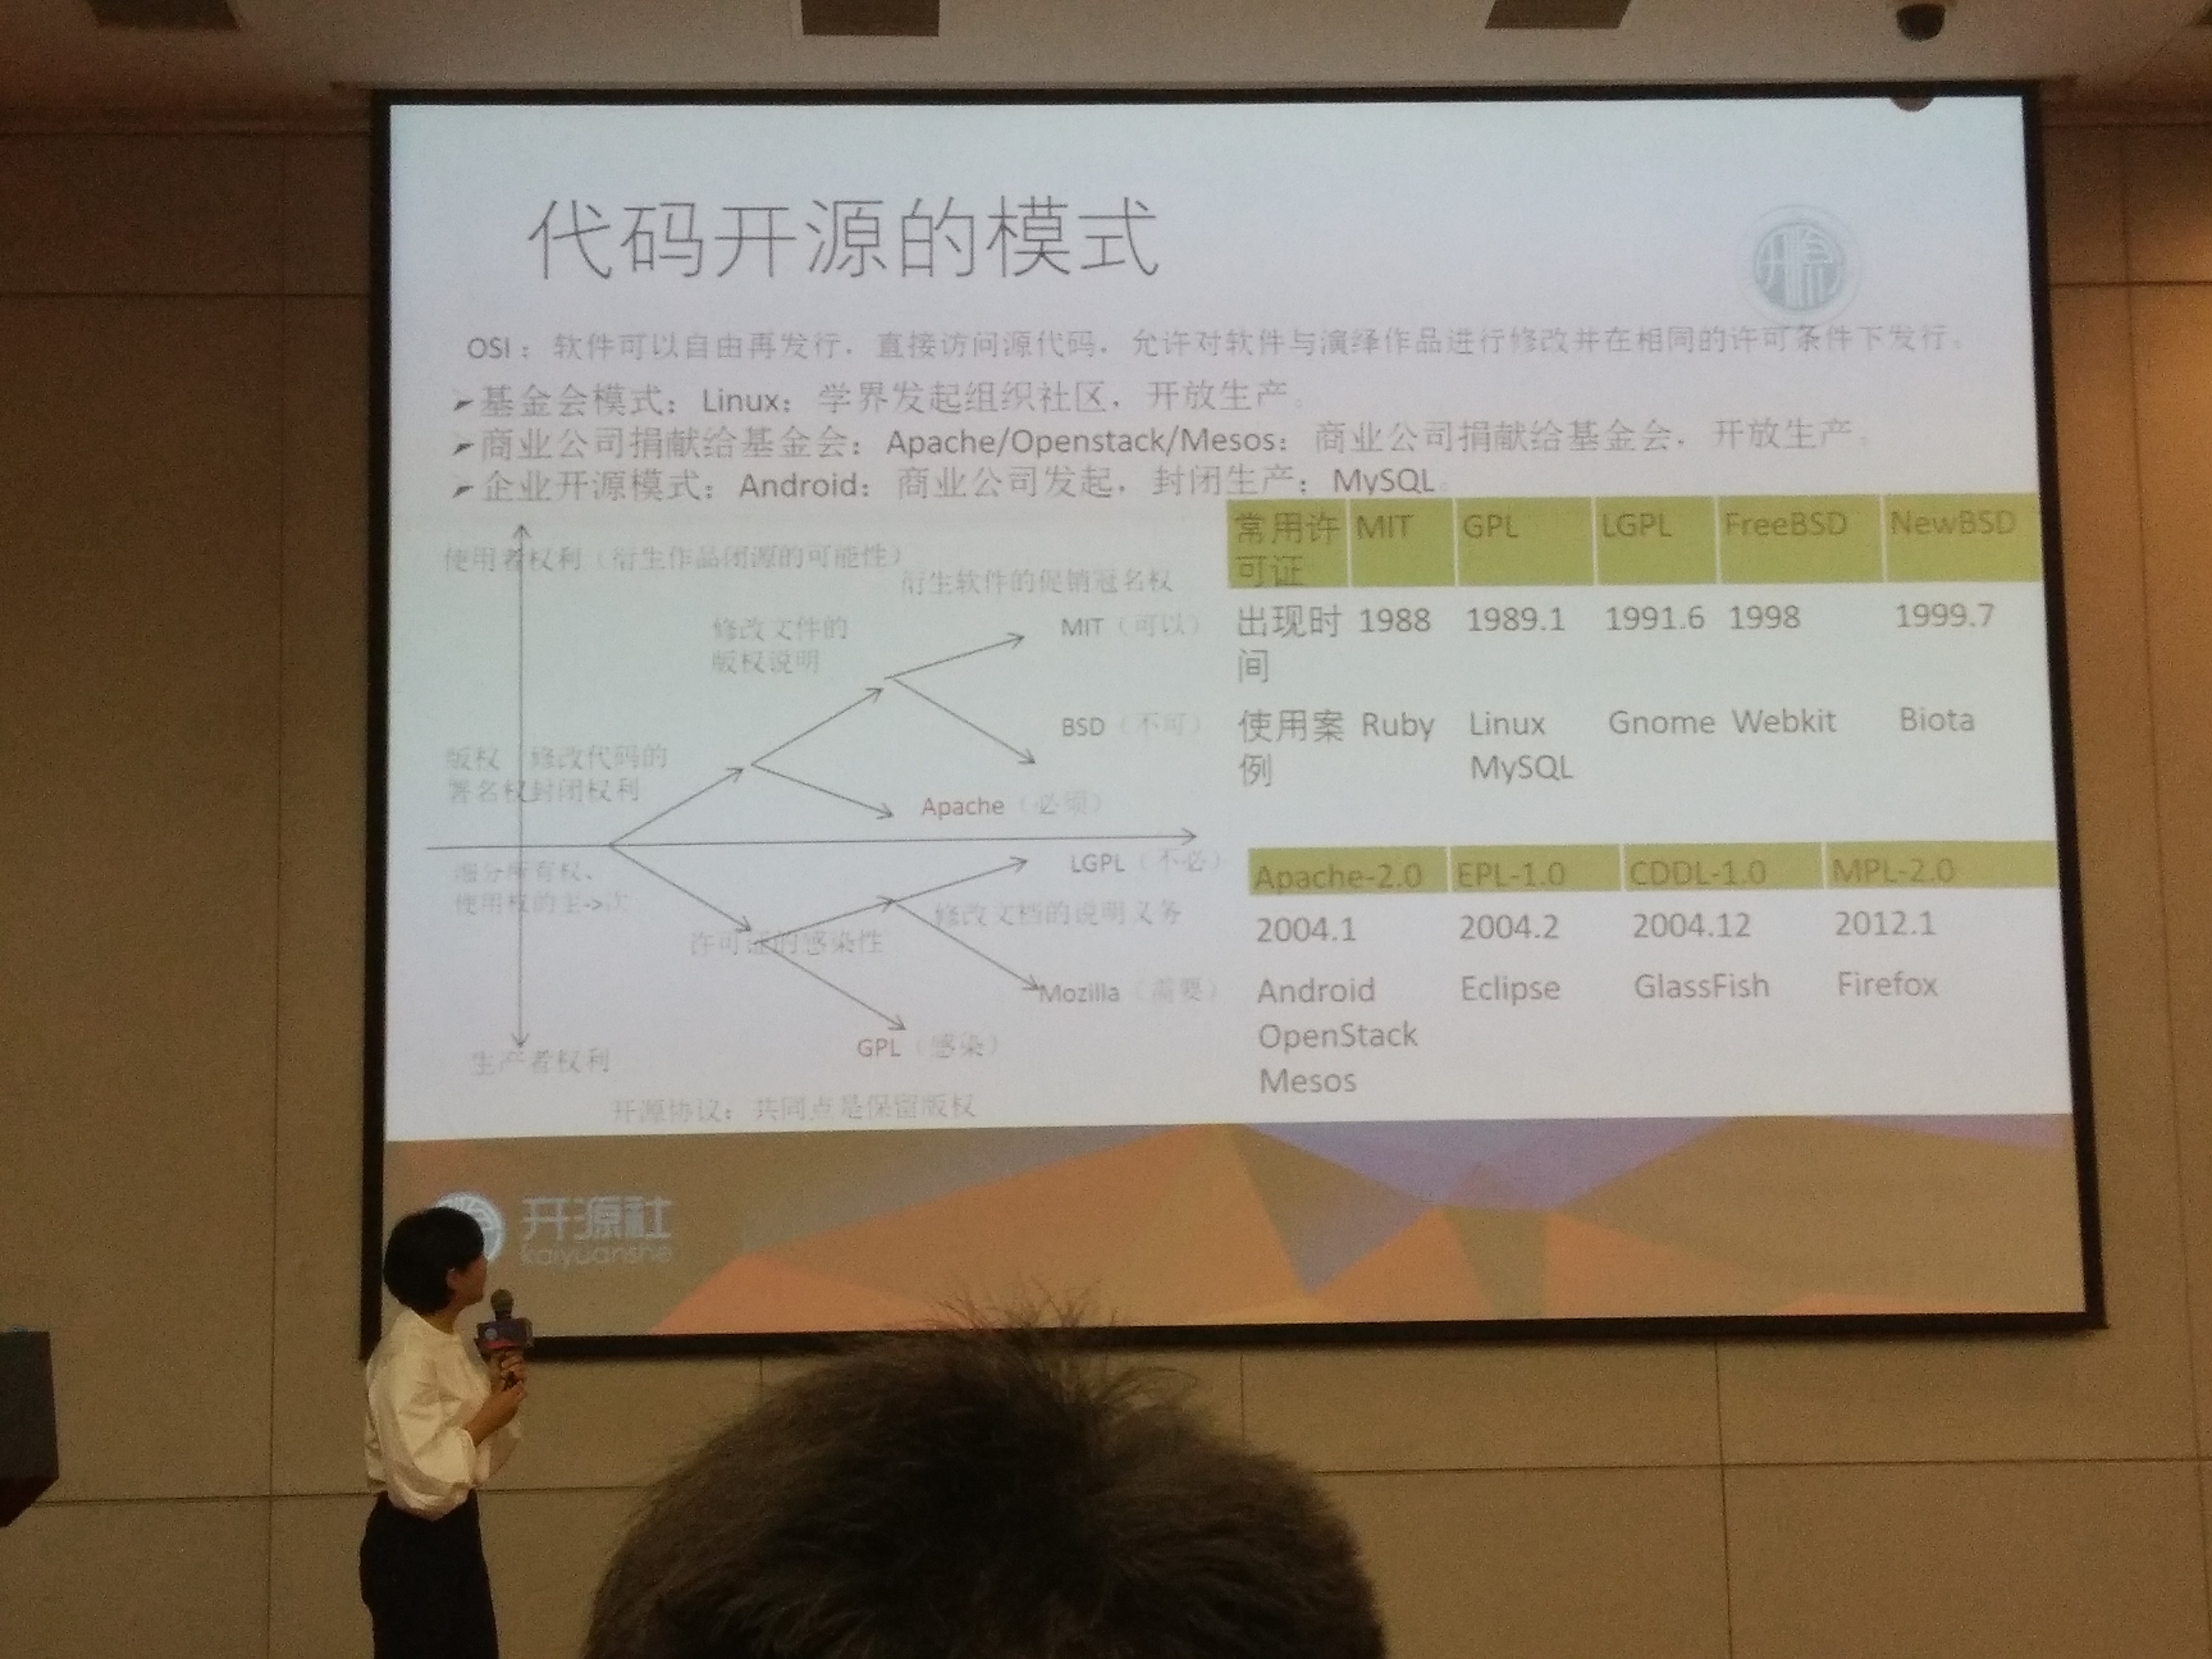 代码开源的模式
OSI：软件可以自由再发行，直接访问源代码，允许对软件与演绎作品进行修改并在相同的许可条件下发行。
基金会模式：Linux：学界发起组织社区，开放生产。
商业公司捐献给基金会：Apache/Openstack/Mesos：商业公司捐献给基金会，开放生产。
企业开源模式：Android：商业公司发起，封闭生产；MySQL。
使用者权利（衍生作品闭源的可能性）
衍生软件的促销冠名权
修改文件的
版权说明
MIT（可以）
BSD（不可）
版权 修改代码的
署名权封闭权利
Apache（必须）
细分所有权、
使用权的主->次
LGPL（不必）
修改文档的说明义务
许可证的感染性
Mozilla（需要）
GPL（感染）
生产者权利
开源协议：共同点是保留版权
常用许可证 MIT GPL LGPL FreeBSD NewBSD
出现时间 1988 1989.1 1991.6 1998 1999.7
使用案例 Ruby Linux MySQL Gnome Webkit Biota
Apache-2.0 EPL-1.0 CDDL-1.0 MPL-2.0
2004.1 2004.2 2004.12 2012.1
Android Eclipse GlassFish Firefox
OpenStack
Mesos
开源社
kaiyuanshe